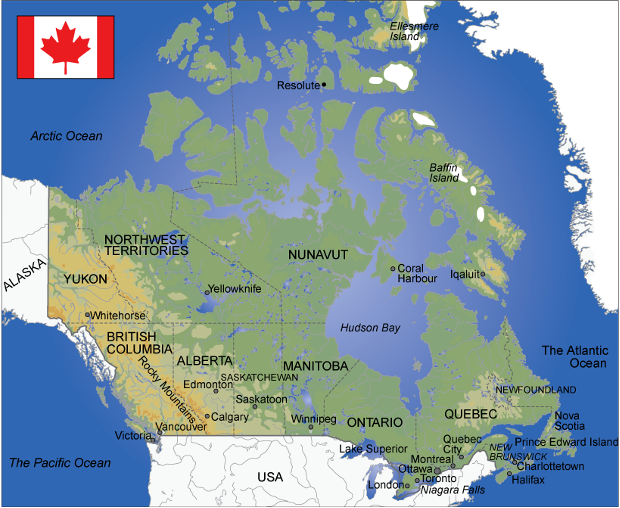 Ellesmere
Island
Resolute
Arctic Ocean
Baffin
Island
NORTHWEST
TERRITORIES
NUNAVUT
ALASKA
YUKON
Coral
Harbour
Iqaluit
Yellowknife
Whitehorse
Hudson Bay
BRITISH
COLUMBIA
The Atlantic
Ocean
ALBERTA
MANITOBA
Rocky Mountains
SASKATCHEWAN
Edmonton
NEWFOUNDLAND
Saskatoon
Calgary
Winnipeg
ONTARIO
QUEBEC
Nova
Scotia
Vancouver
Victoria
Quebec
City
Prince Edward Island
Lake Superior
NEW
BRUNSWICK
Montreal
The Pacific Ocean
Ottawa
Charlottetown
USA
Toronto
Halifax
London
Niagara Falls